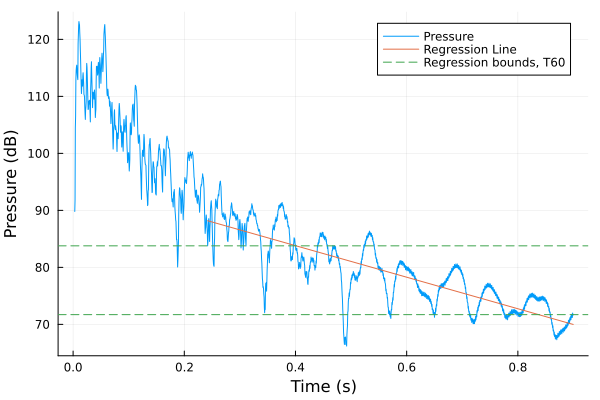 Pressure
Regression Line
Regression bounds, T60
Pressure (dB)
120
110
100
90
80
70
0.0 0.2 0.4 0.6 0.8
Time (s)